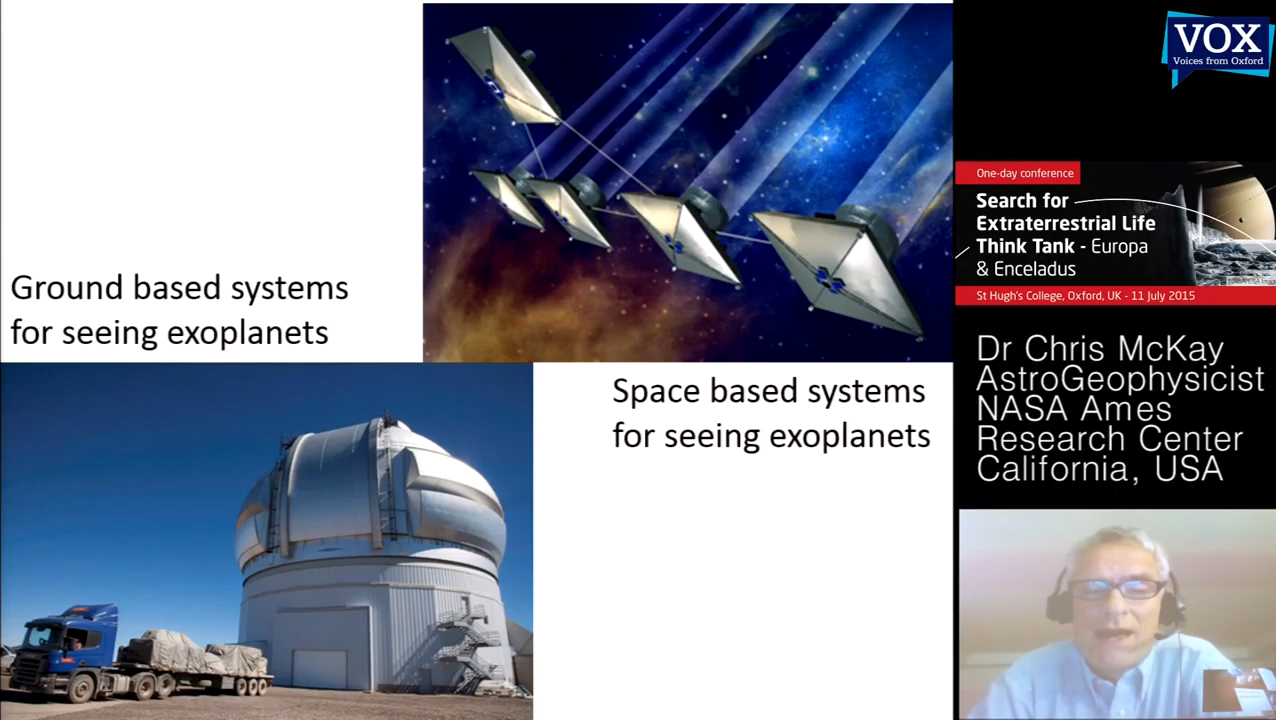 Ground based systems
for seeing exoplanets
Space based systems
for seeing exoplanets
VOX
Voices from Oxford
One-day conference
Search for
Extraterrestrial Life
Think Tank - Europa
& Enceladus
St Hugh's College, Oxford, UK - 11 July 2015
Dr Chris McKay
AstroGeophysicist
NASA Ames
Research Center
California, USA